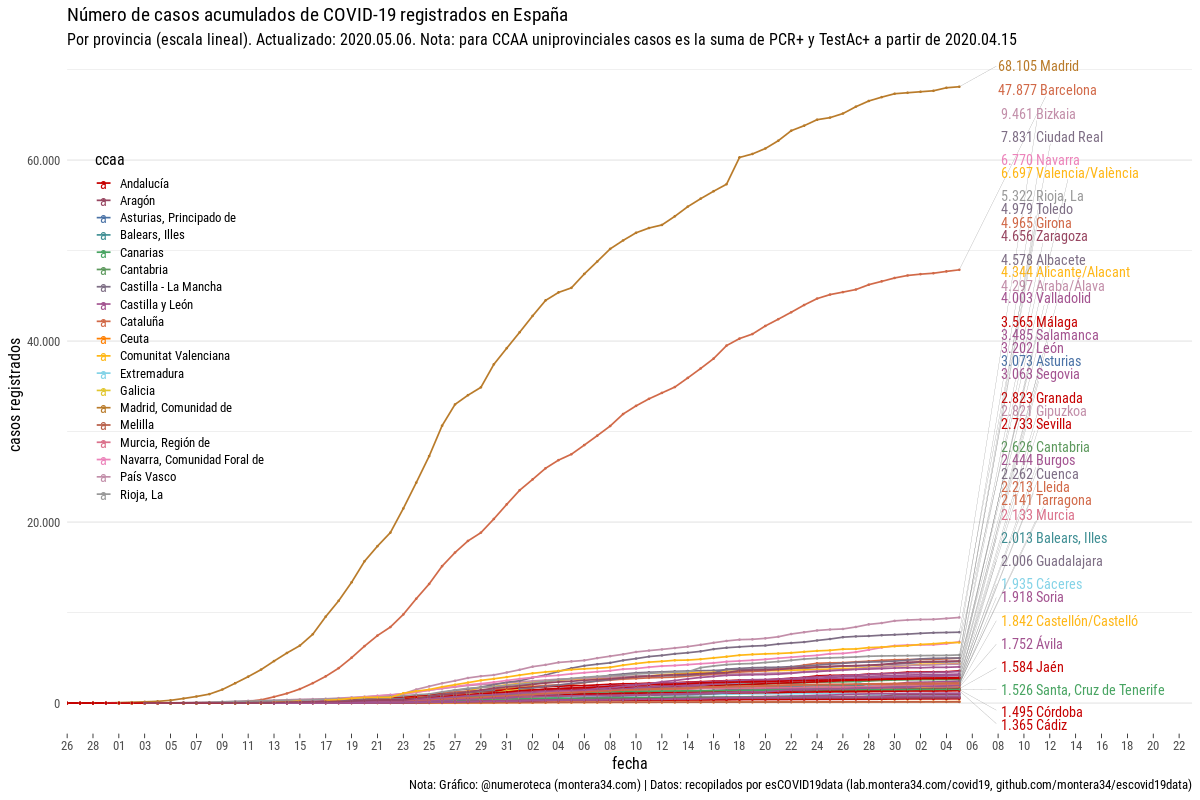 Número de casos acumulados de COVID-19 registrados en España
Por provincia (escala lineal). Actualizado: 2020.05.06. Nota: para CCAA uniprovinciales casos es la suma de PCR+ y TestAc+ a partir de 2020.04.15
68.105 Madrid
47.877 Barcelona
9.461 Bizkaia
7.831 Ciudad Real
6.770 Navarra
6.697 Valencia/València
5.322 Rioja, La
4.979 Toledo
4.965 Girona
4.656 Zaragoza
4.578 Albacete
4.344 Alicante/Alacant
4.297 Araba/Álava
4.003 Valladolid
3.565 Málaga
3.485 Salamanca
3.202 León
3.073 Asturias
3.063 Segovia
2.823 Granada
2.821 Gipuzkoa
2.733 Sevilla
2.626 Cantabria
2.444 Burgos
2.262 Cuenca
2.213 Lleida
2.141 Tarragona
2.133 Murcia
2.013 Balears, Illes
2.006 Guadalajara
1.935 Cáceres
1.918 Soria
1.842 Castellón/Castelló
1.752 Ávila
1.584 Jaén
1.526 Santa, Cruz de Tenerife
1.495 Córdoba
1.365 Cádiz
ccaa
Andalucía
Aragón
Asturias, Principado de
Balears, Illes
Canarias
Cantabria
Castilla - La Mancha
Castilla y León
Cataluña
Ceuta
Comunitat Valenciana
Extremadura
Galicia
Madrid, Comunidad de
Melilla
Murcia, Región de
Navarra, Comunidad Foral de
País Vasco
Rioja, La
casos registrados
60.000
40.000
20.000
0
26 28 01 03 05 07 09 11 13 15 17 19 21 23 25 27 29 31 02 04 06 08 10 12 14 16 18 20 22 24 26 28 30 02 04 06 08 10 12 14 16 18 20 22
fecha
Nota: Gráfico: @numeroteca (montera34.com) | Datos: recopilados por esCOVID19data (lab.montera34.com/covid19, github.com/montera34/escovid19data)